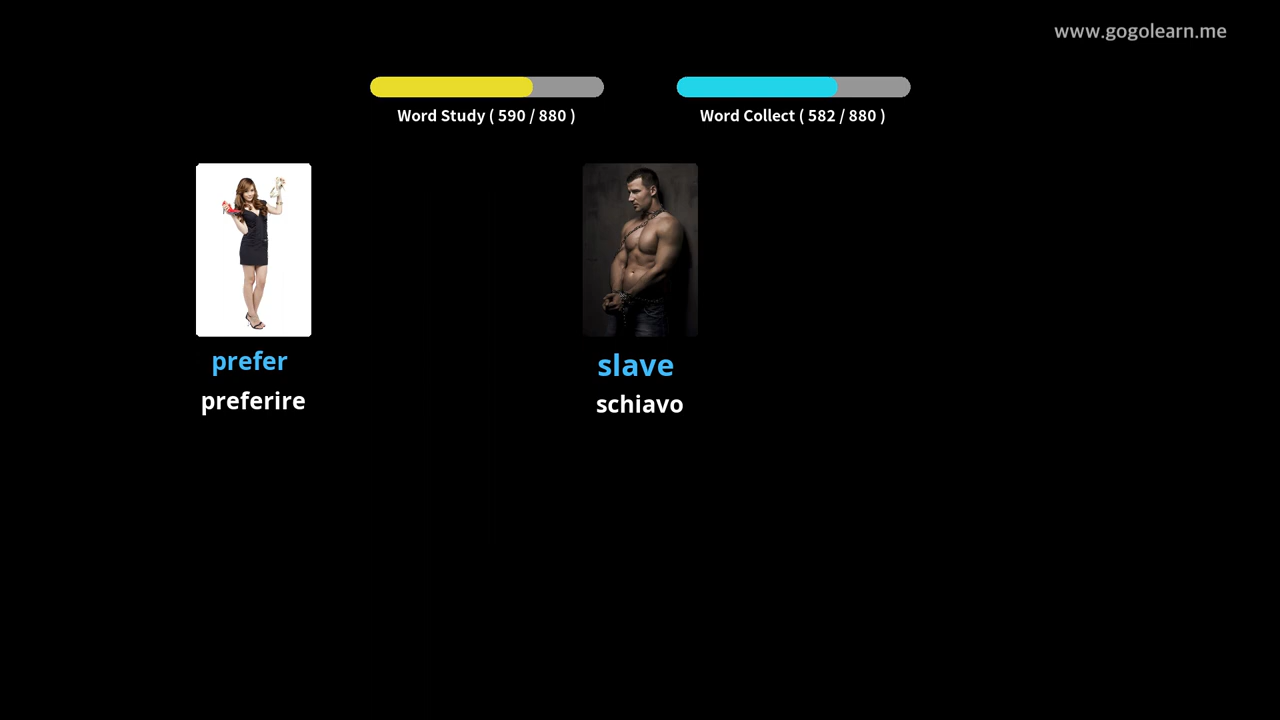 www.gogolearn.me
Word Study ( 590 / 880 )
Word Collect ( 582 / 880 )
prefer
preferire
slave
schiavo